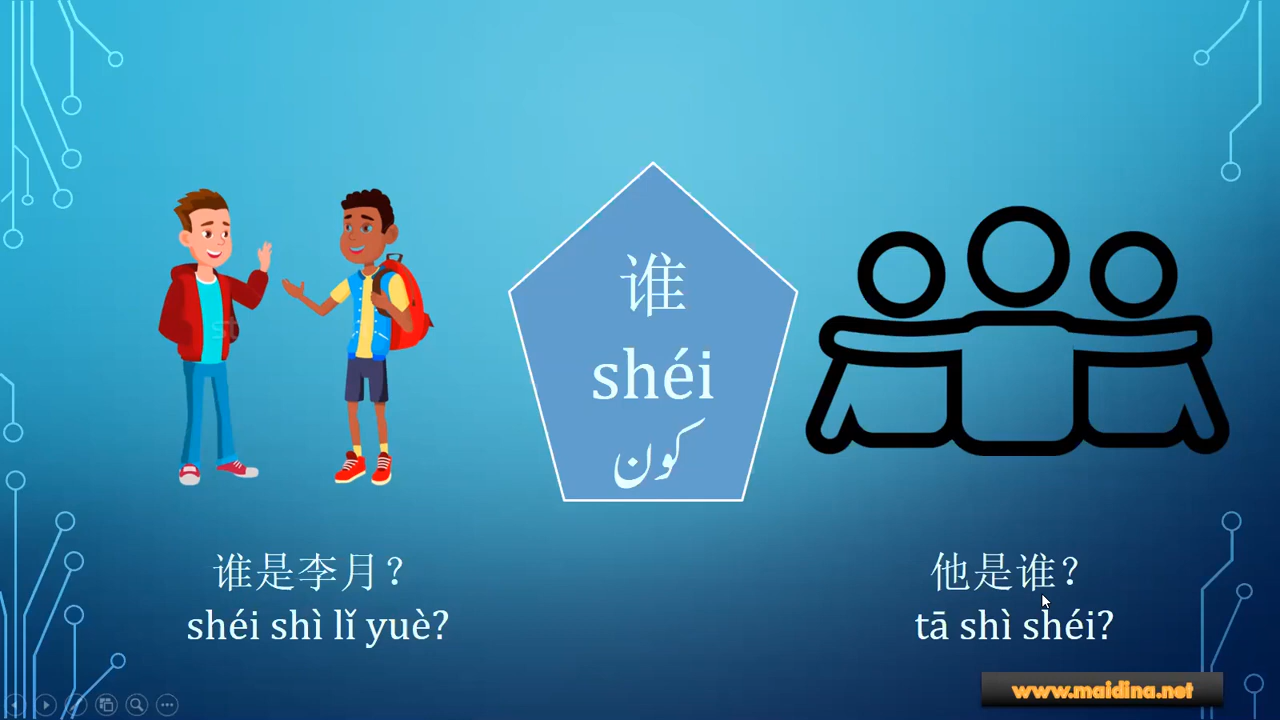 谁
shéi
کون
谁是李月？
shéi shì lǐ yuè?
他是谁？
tā shì shéi?
www.maidina.net